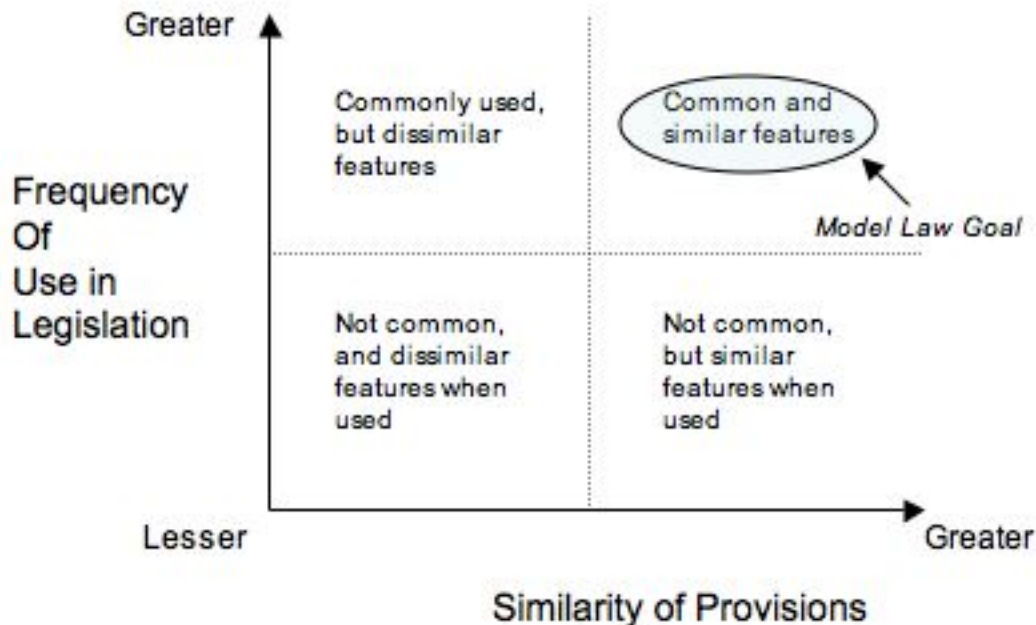 Greater
Commonly used,
but dissimilar
features
Common and
similar features
Model Law Goal
Frequency
Of
Use in
Legislation
Not common,
and dissimilar
features when
used
Not common,
but similar
features when
used
Lesser
Greater
Similarity of Provisions